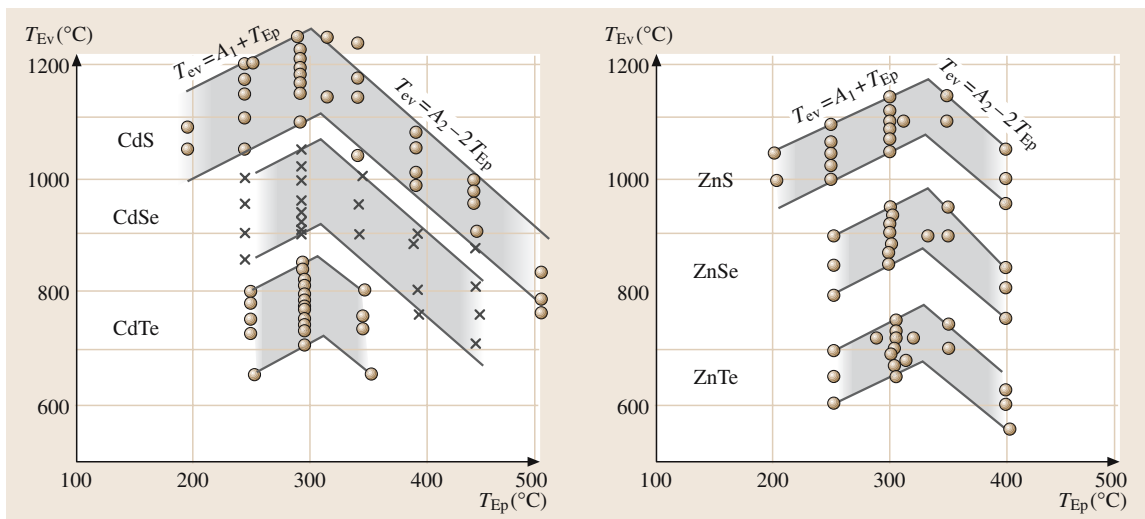 T_Ev (°C)
1200
1000
800
600
100 200 300 400 500
T_Ep (°C)
CdS
CdSe
CdTe
T_ev = A_1 + T_Ep
T_ev = A_2 – 2T_Ep
T_Ev (°C)
1200
1000
800
600
100 200 300 400 500
T_Ep (°C)
ZnS
ZnSe
ZnTe
T_ev = A_1 + T_Ep
T_ev = A_2 – 2T_Ep